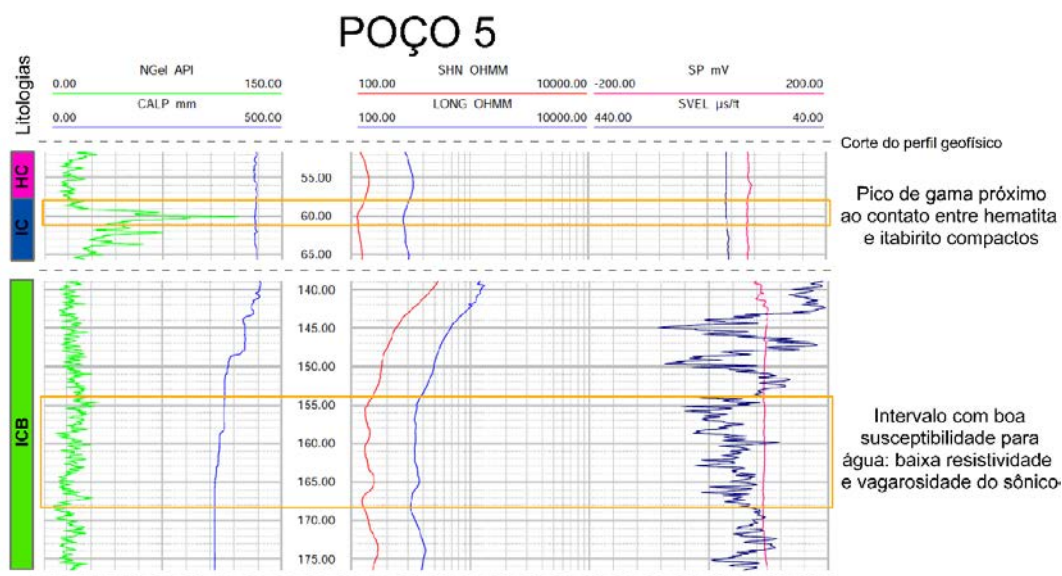 POÇO 5
Litologias
NGel API
0.00 150.00
CALP mm
0.00 500.00
SHN OHMM
100.00 10000.00
LONG OHMM
100.00 10000.00
SP mV
-200.00 200.00
SVEL µs/ft
440.00 40.00
Corte do perfil geofísico
HC
IC
55.00
60.00
65.00
Pico de gama próximo
ao contato entre hematita
e itabirito compactos
ICB
140.00
145.00
150.00
155.00
160.00
165.00
170.00
175.00
Intervalo com boa
susceptibilidade para
água: baixa resistividade
e vagarosidade do sônico